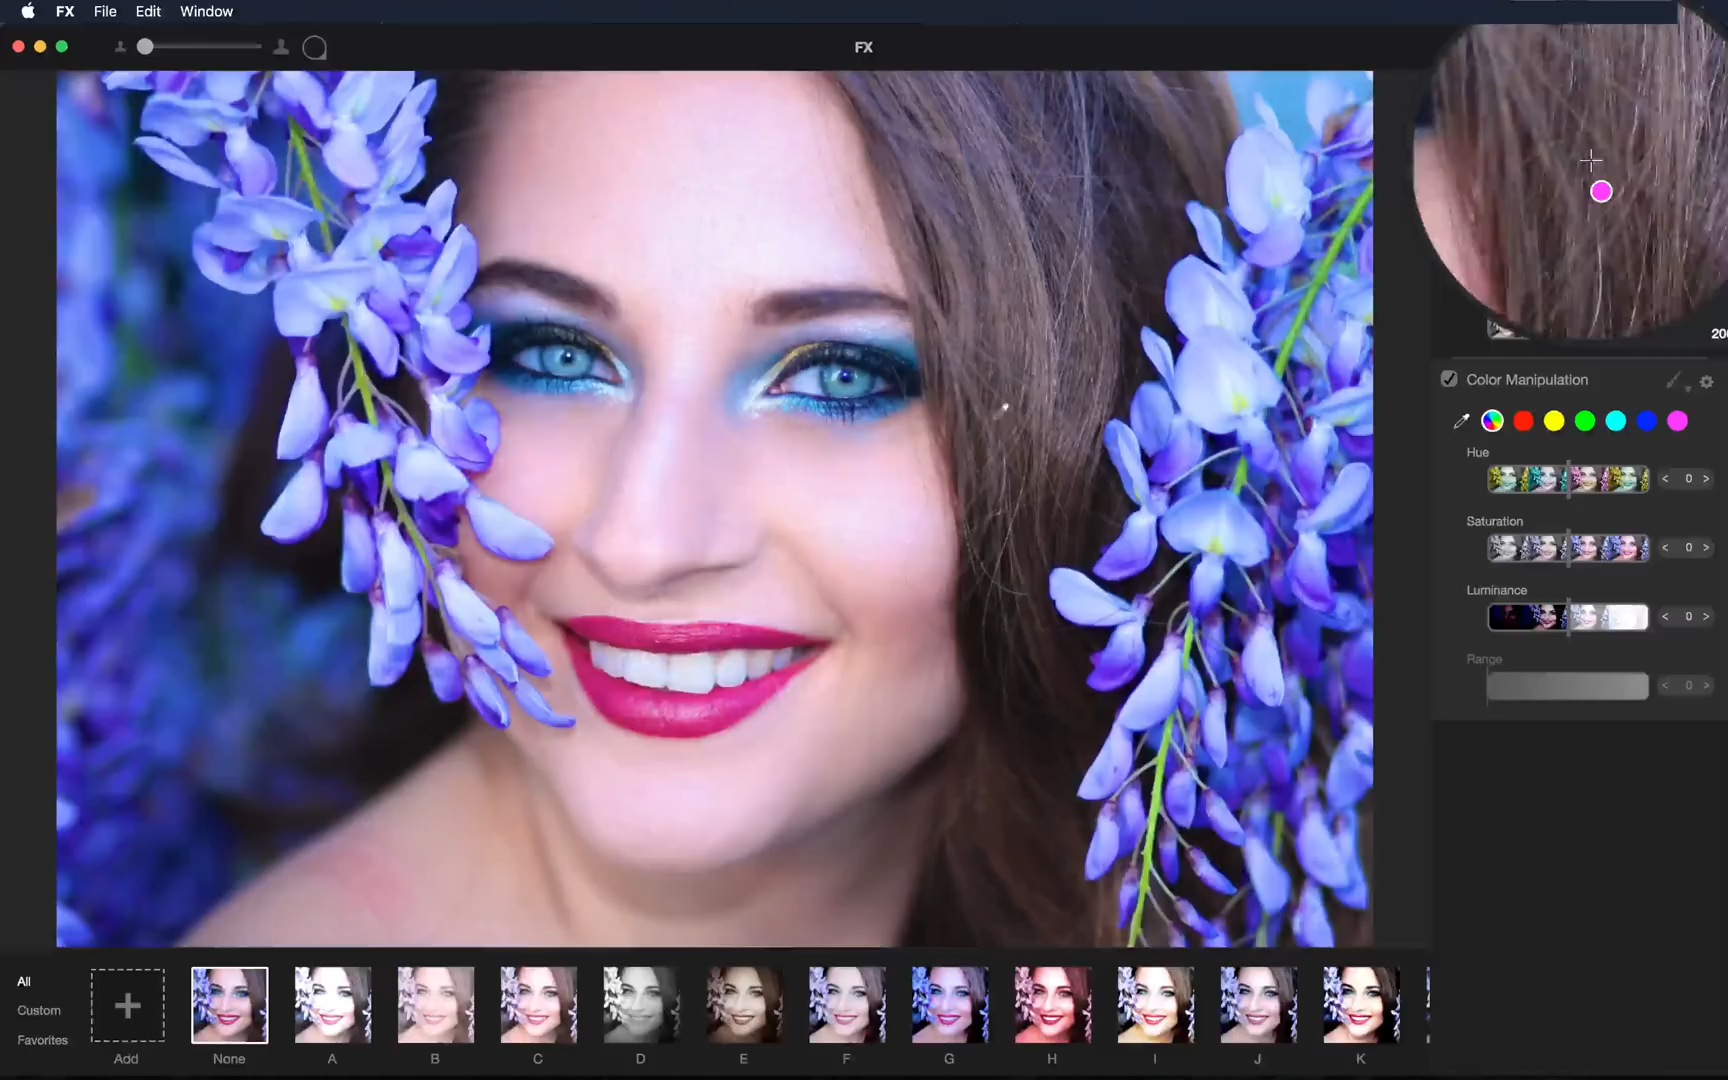 FX File Edit Window
FX
20
Color Manipulation
Hue
< 0 >
Saturation
< 0 >
Luminance
< 0 >
Range
< 0 >
All
Custom
Favorites
Add None A B C D E F G H I J K